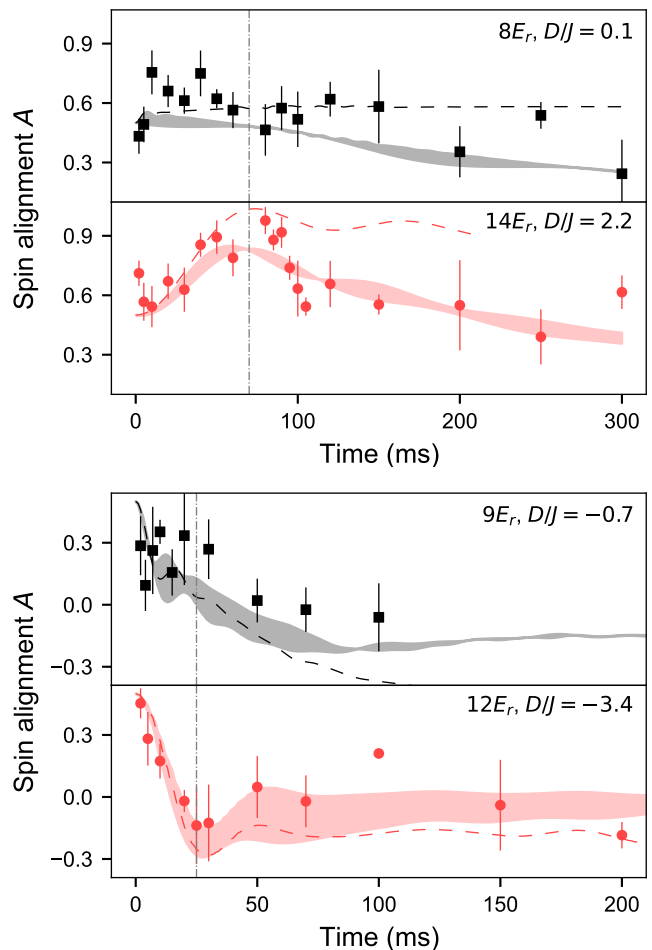 8E_r, D/J = 0.1
0.9
0.6
0.3
14E_r, D/J = 2.2
0.9
0.6
0.3
Spin alignment A
0
100
200
300
Time (ms)
9E_r, D/J = −0.7
0.3
0.0
−0.3
12E_r, D/J = −3.4
0.3
0.0
−0.3
Spin alignment A
0
50
100
150
200
Time (ms)